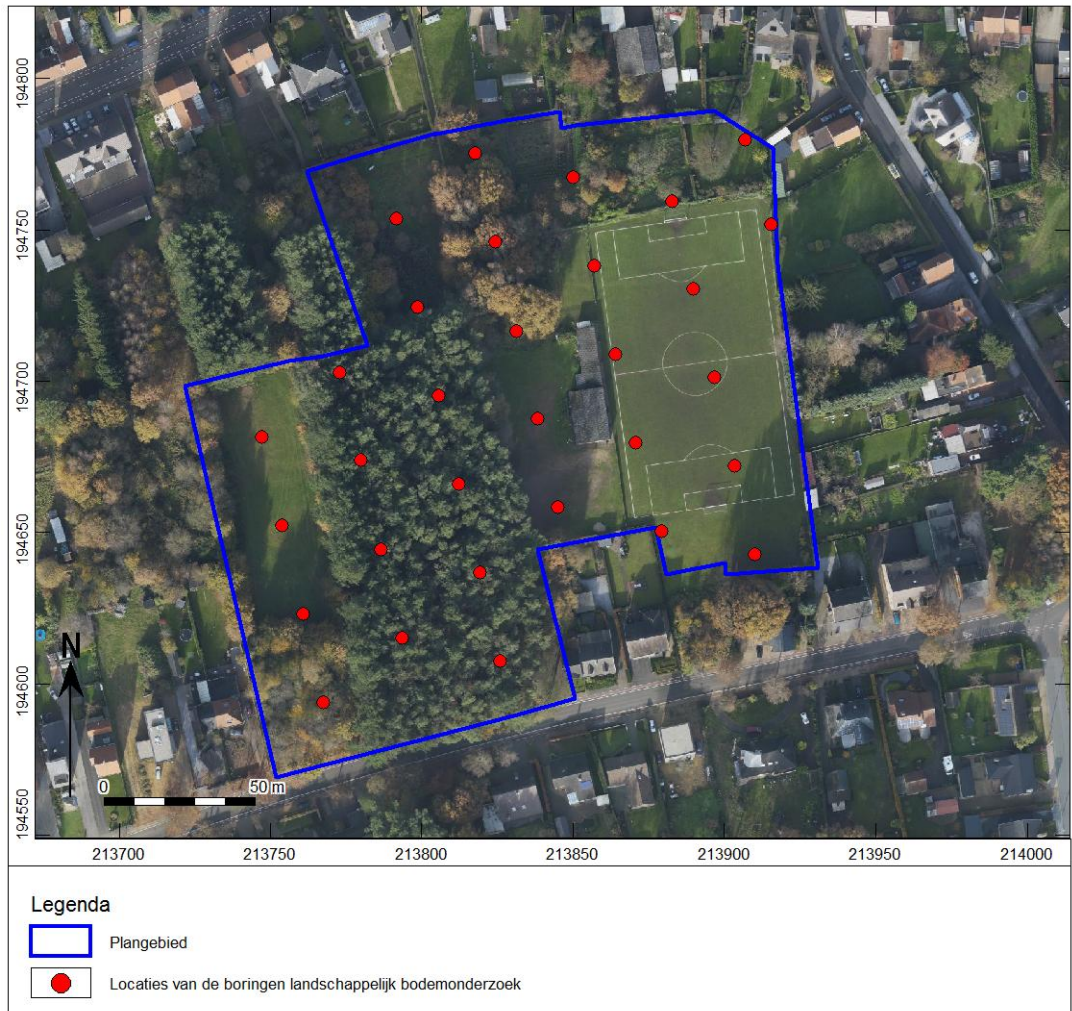 194800
194750
194700
194650
194600
194550
N
0 50 m
213700 213750 213800 213850 213900 213950 214000
Legenda
Plangebied
Locaties van de boringen landschappelijk bodemonderzoek